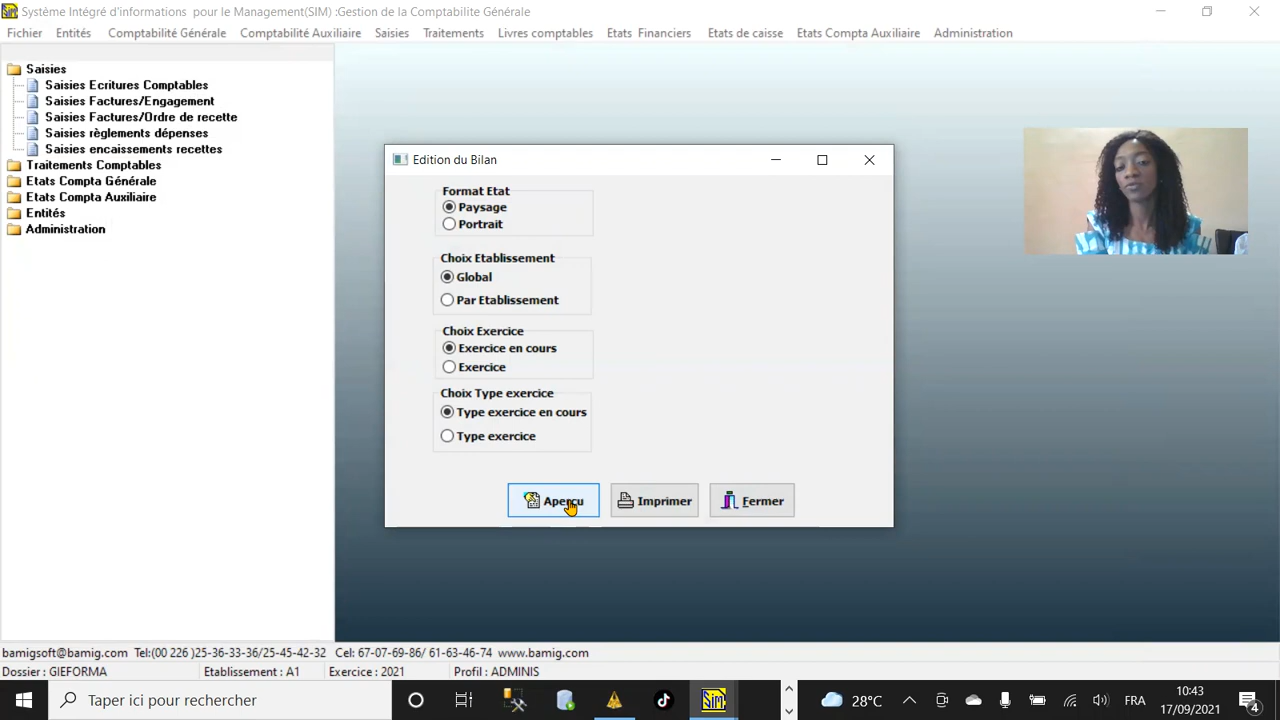 Système Intégré d'informations pour le Management(SIM) :Gestion de la Comptabilite Générale
Fichier Entités Comptabilité Générale Comptabilité Auxiliaire Saisies Traitements Livres comptables Etats Financiers Etats de caisse Etats Compta Auxiliaire Administration
Saisies
Saisies Ecritures Comptables
Saisies Factures/Engagement
Saisies Factures/Ordre de recette
Saisies règlements dépenses
Saisies encaissements recettes
Traitements Comptables
Etats Compta Générale
Etats Compta Auxiliaire
Entités
Administration
Edition du Bilan
Format Etat
Paysage
Portrait
Choix Etablissement
Global
Par Etablissement
Choix Exercice
Exercice en cours
Exercice
Choix Type exercice
Type exercice en cours
Type exercice
Aperçu Imprimer Fermer
bamigsoft@bamig.com Tel:(00 226 )25-36-33-36/25-45-42-32 Cel: 67-07-69-86/ 61-63-46-74 www.bamig.com
Dossier : GIEFORMA Etablissement : A1 Exercice : 2021 Profil : ADMINIS
Taper ici pour rechercher
SIM
28°C
FRA
10:43
17/09/2021
4